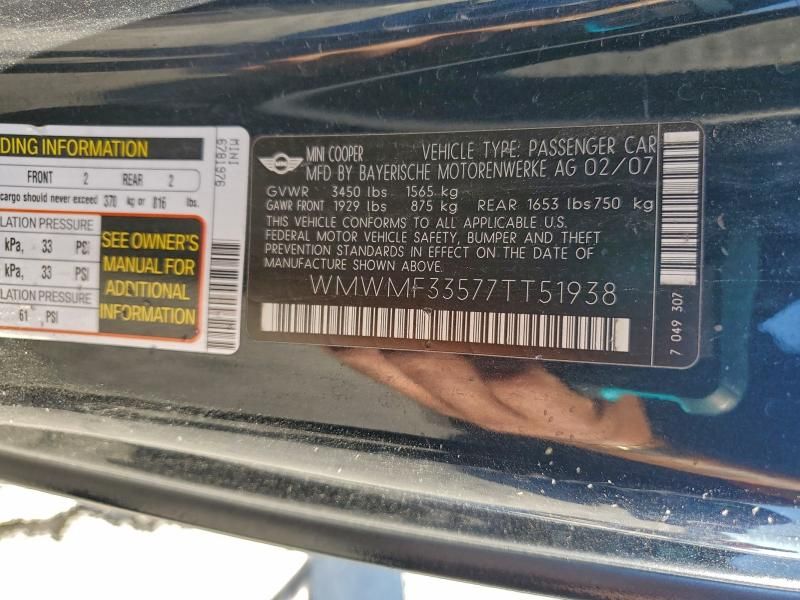 DING INFORMATION
FRONT 2 REAR 2
cargo should never exceed 370 kg or 816 lbs.
LATION PRESSURE
kPa, 33 PSI
kPa, 33 PSI
LATION PRESSURE
61 , PSI
SEE OWNER'S
MANUAL FOR
ADDITIONAL
INFORMATION
MINI
6781926
MINI COOPER VEHICLE TYPE: PASSENGER CAR
MFD BY BAYERISCHE MOTORENWERKE AG 02/07
GVWR 3450 lbs 1565 kg
GAWR FRONT 1929 lbs 875 kg REAR 1653 lbs 750 kg
THIS VEHICLE CONFORMS TO ALL APPLICABLE U.S.
FEDERAL MOTOR VEHICLE SAFETY, BUMPER AND THEFT
PREVENTION STANDARDS IN EFFECT ON THE DATE OF
MANUFACTURE SHOWN ABOVE.
WMWMF33577TT51938
7 049 307